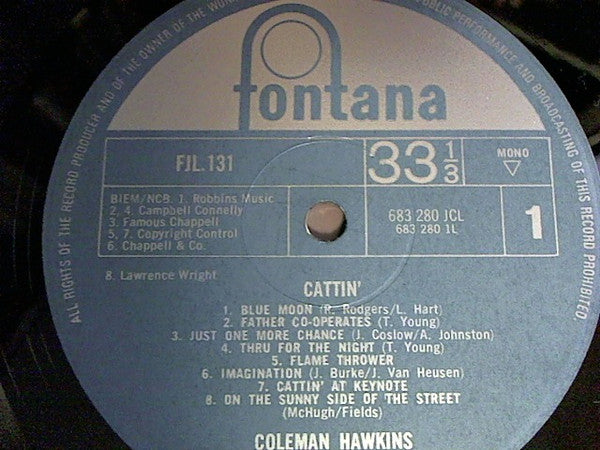 ALL RIGHTS OF THE RECORD PRODUCER AND OF THE OWNER OF THE
PUBLIC PERFORMANCE AND BROADCASTING OF THIS RECORD PROHIBITED.
fontana
FJL.131
33 1/3
MONO
BIEM/NCB. 1. Robbins Music
2, 4. Campbell Connelly
3. Famous Chappell
5, 7. Copyright Control
6. Chappell & Co.
8. Lawrence Wright
683 280 JCL
683 280 1L
1
CATTIN'
1. BLUE MOON (R. Rodgers/L. Hart)
2. FATHER CO-OPERATES (T. Young)
3. JUST ONE MORE CHANCE (J. Coslow/A. Johnston)
4. THRU FOR THE NIGHT (T. Young)
5. FLAME THROWER
6. IMAGINATION (J. Burke/J. Van Heusen)
7. CATTIN' AT KEYNOTE
8. ON THE SUNNY SIDE OF THE STREET
(McHugh/Fields)
COLEMAN HAWKINS